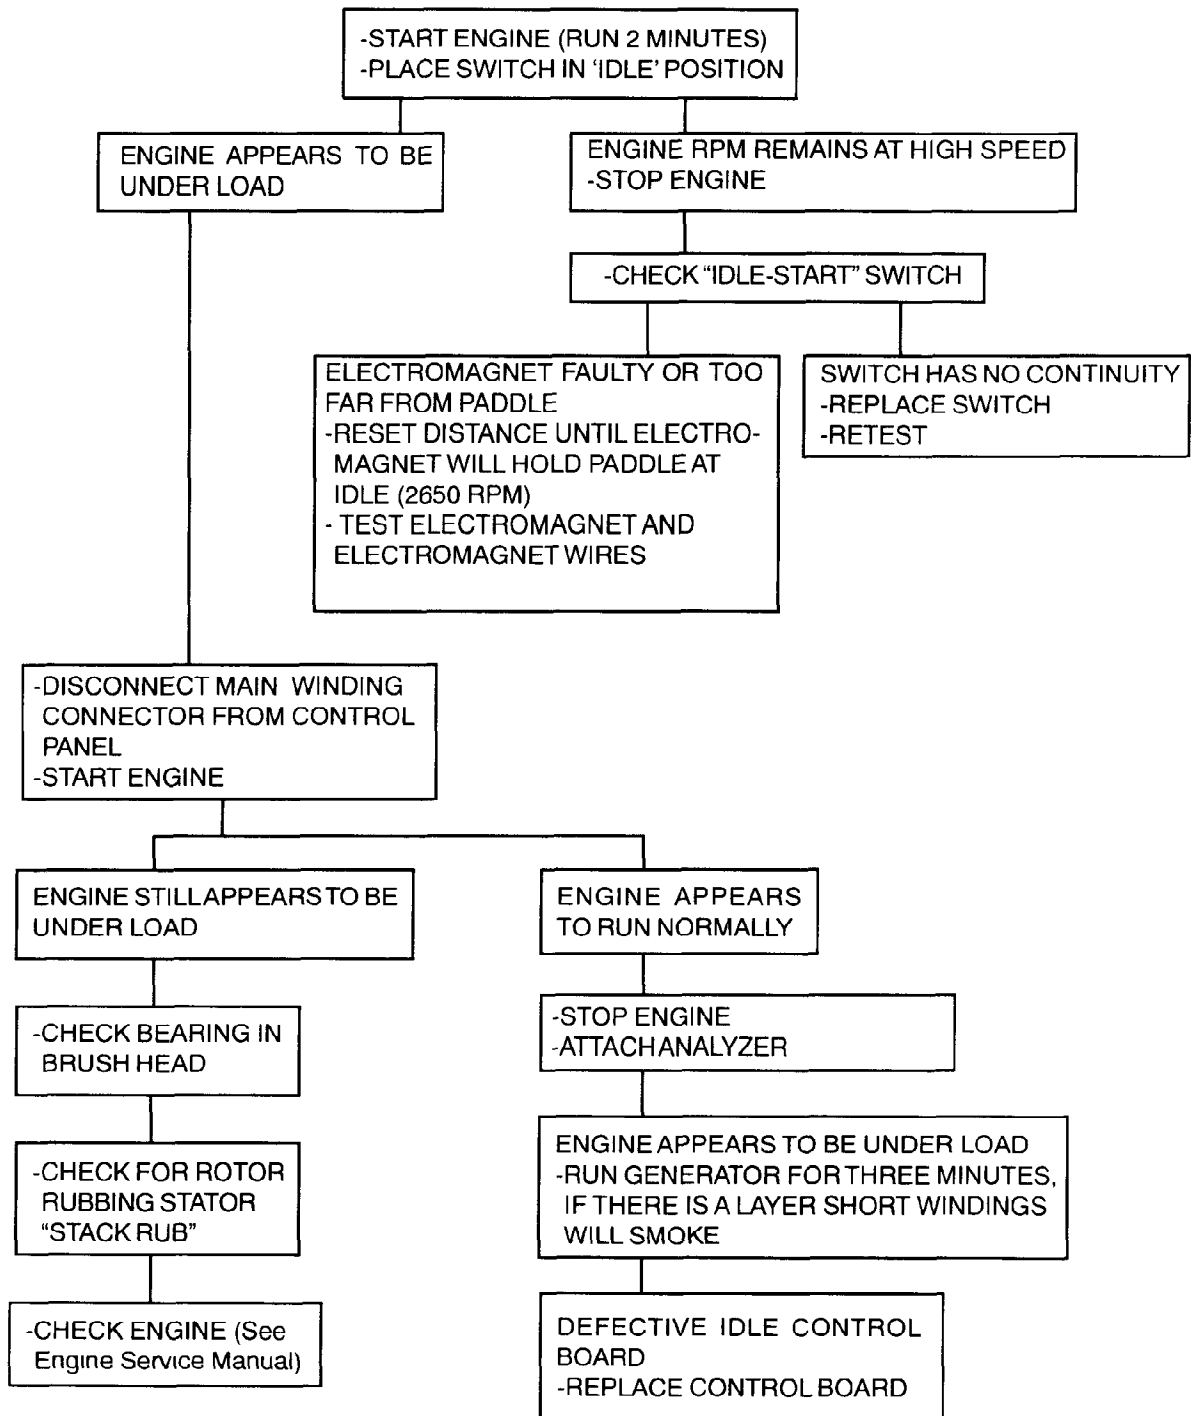 -START ENGINE (RUN 2 MINUTES)
-PLACE SWITCH IN 'IDLE' POSITION
ENGINE APPEARS TO BE
UNDER LOAD
ENGINE RPM REMAINS AT HIGH SPEED
-STOP ENGINE
-CHECK "IDLE-START" SWITCH
ELECTROMAGNET FAULTY OR TOO
FAR FROM PADDLE
-RESET DISTANCE UNTIL ELECTRO-
MAGNET WILL HOLD PADDLE AT
IDLE (2650 RPM)
- TEST ELECTROMAGNET AND
ELECTROMAGNET WIRES
SWITCH HAS NO CONTINUITY
-REPLACE SWITCH
-RETEST
-DISCONNECT MAIN WINDING
CONNECTOR FROM CONTROL
PANEL
-START ENGINE
ENGINE STILL APPEARS TO BE
UNDER LOAD
ENGINE APPEARS
TO RUN NORMALLY
-CHECK BEARING IN
BRUSH HEAD
-STOP ENGINE
-ATTACH ANALYZER
-CHECK FOR ROTOR
RUBBING STATOR
"STACK RUB"
ENGINE APPEARS TO BE UNDER LOAD
-RUN GENERATOR FOR THREE MINUTES,
IF THERE IS A LAYER SHORT WINDINGS
WILL SMOKE
-CHECK ENGINE (See
Engine Service Manual)
DEFECTIVE IDLE CONTROL
BOARD
-REPLACE CONTROL BOARD